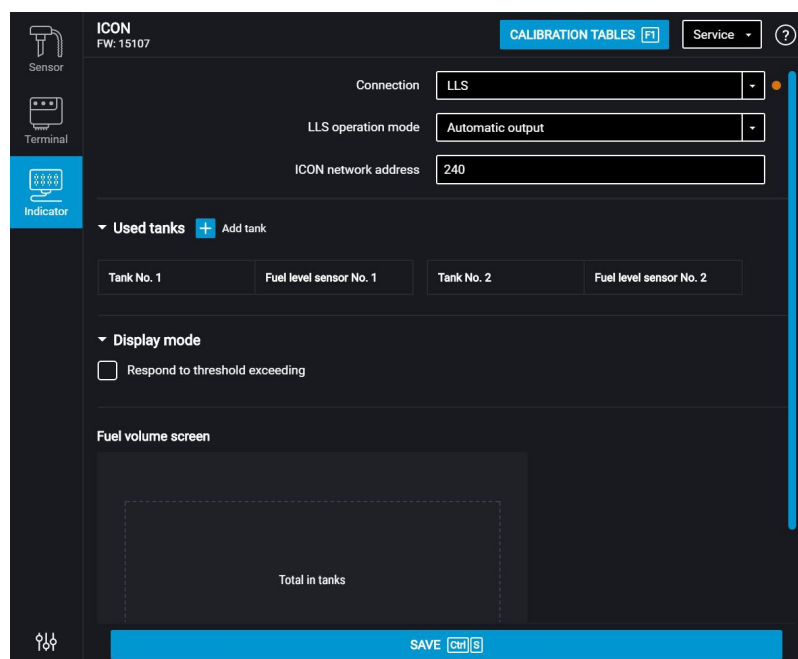 ICON
FW: 15107
CALIBRATION TABLES F1
Service
?
Sensor
Terminal
Indicator
Connection LLS
LLS operation mode Automatic output
ICON network address 240
Used tanks + Add tank
Tank No. 1 Fuel level sensor No. 1 Tank No. 2 Fuel level sensor No. 2
Display mode
Respond to threshold exceeding
Fuel volume screen
Total in tanks
SAVE Ctrl S